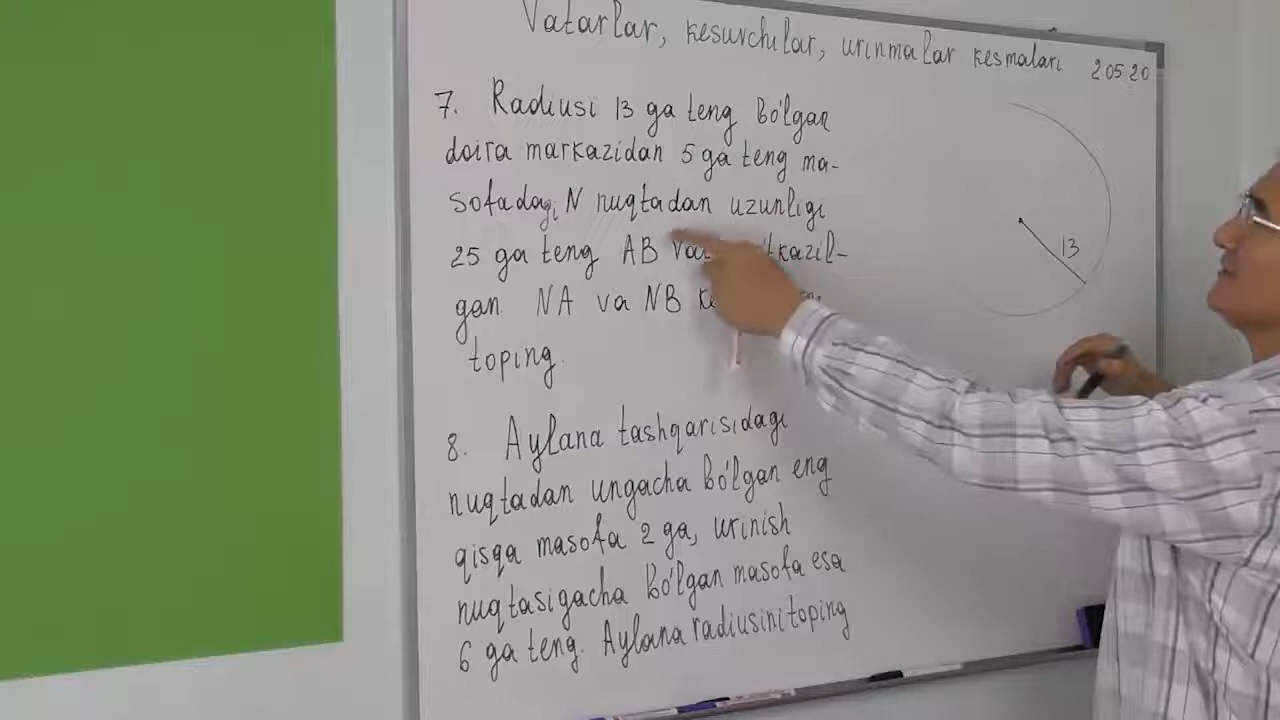 Vatarlar, kesuvchilar, urinmalar kesmalari 2 05 20
7. Radiusi 13 ga teng bo'lgan
doira markazidan 5 ga teng ma-
sofadagi N nuqtadan uzunligi
25 ga teng AB
gan NA va NB
toping.
13
8. Aylana tashqarisidagi
nuqtadan ungacha bo'lgan eng
qisqa masofa 2 ga, urinish
nuqtasigacha bo'lgan masofa esa
6 ga teng. Aylana radiusini toping